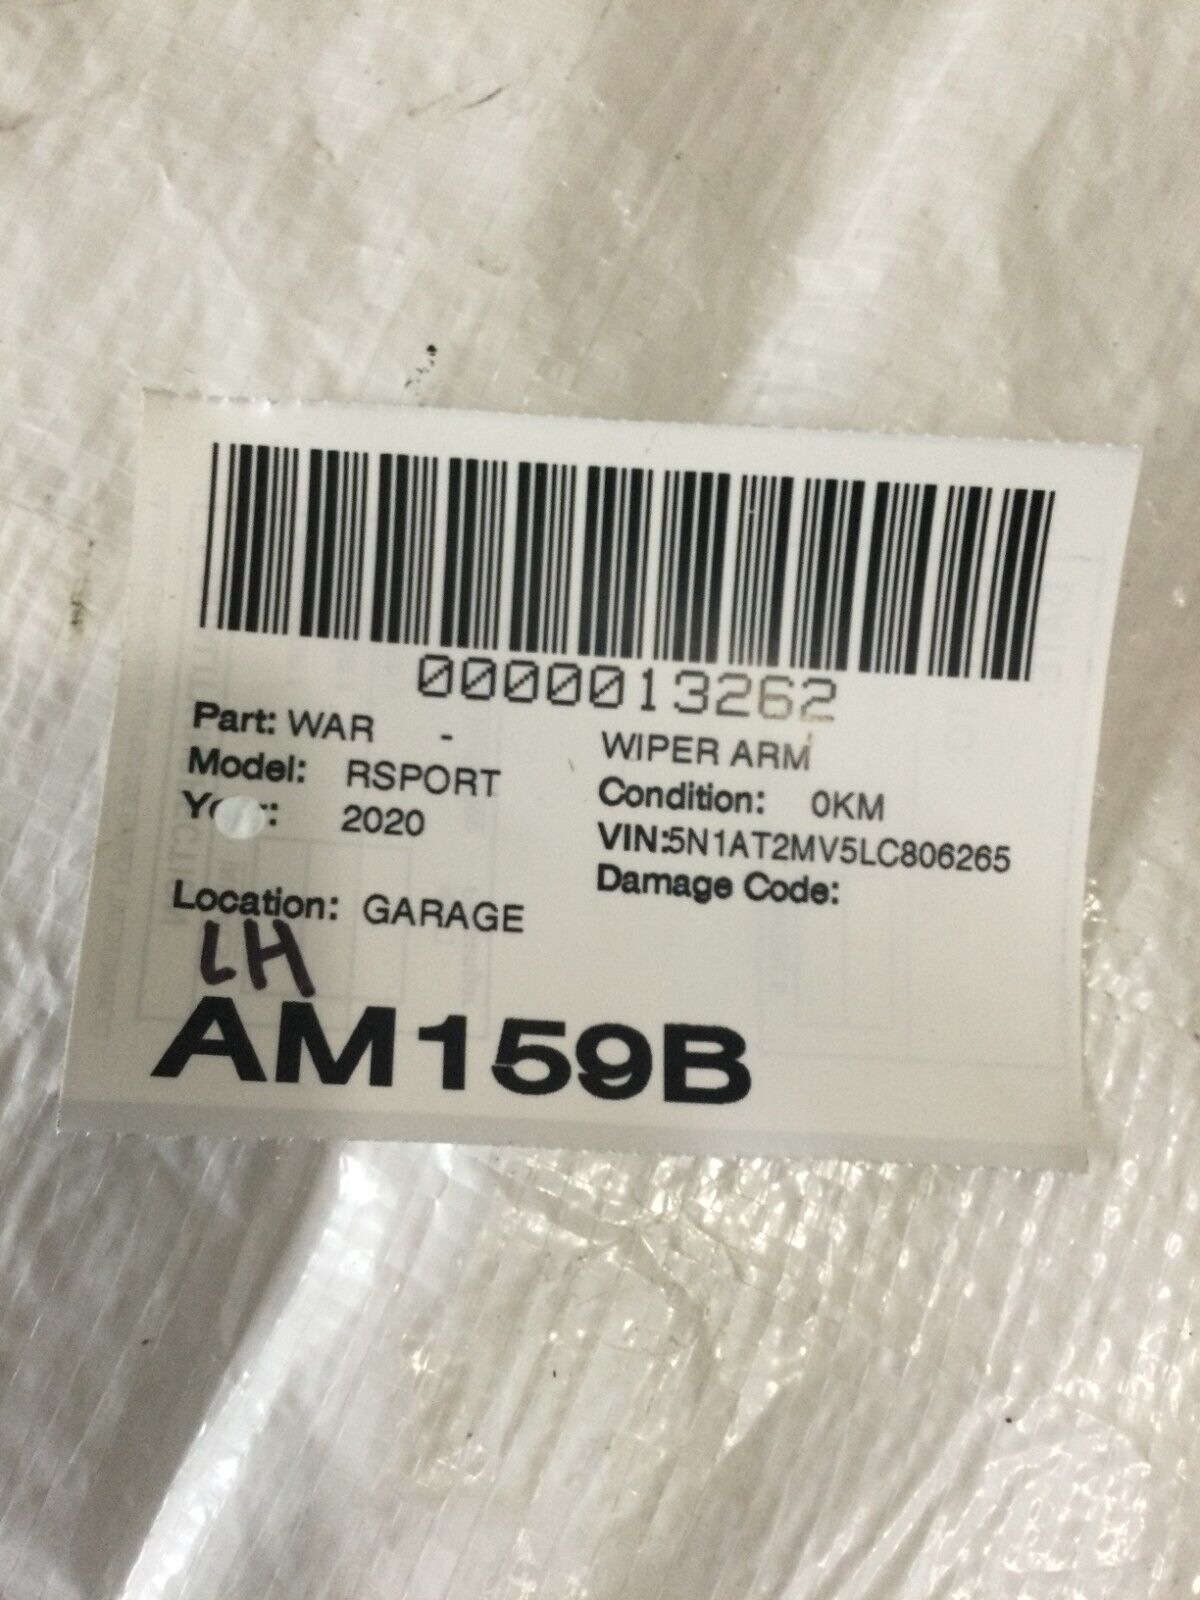 0000013262
Part: WAR - WIPER ARM
Model: RSPORT Condition: 0KM
2020 VIN:5N1AT2MV5LC806265
Damage Code:
Location: GARAGE
LH
AM159B